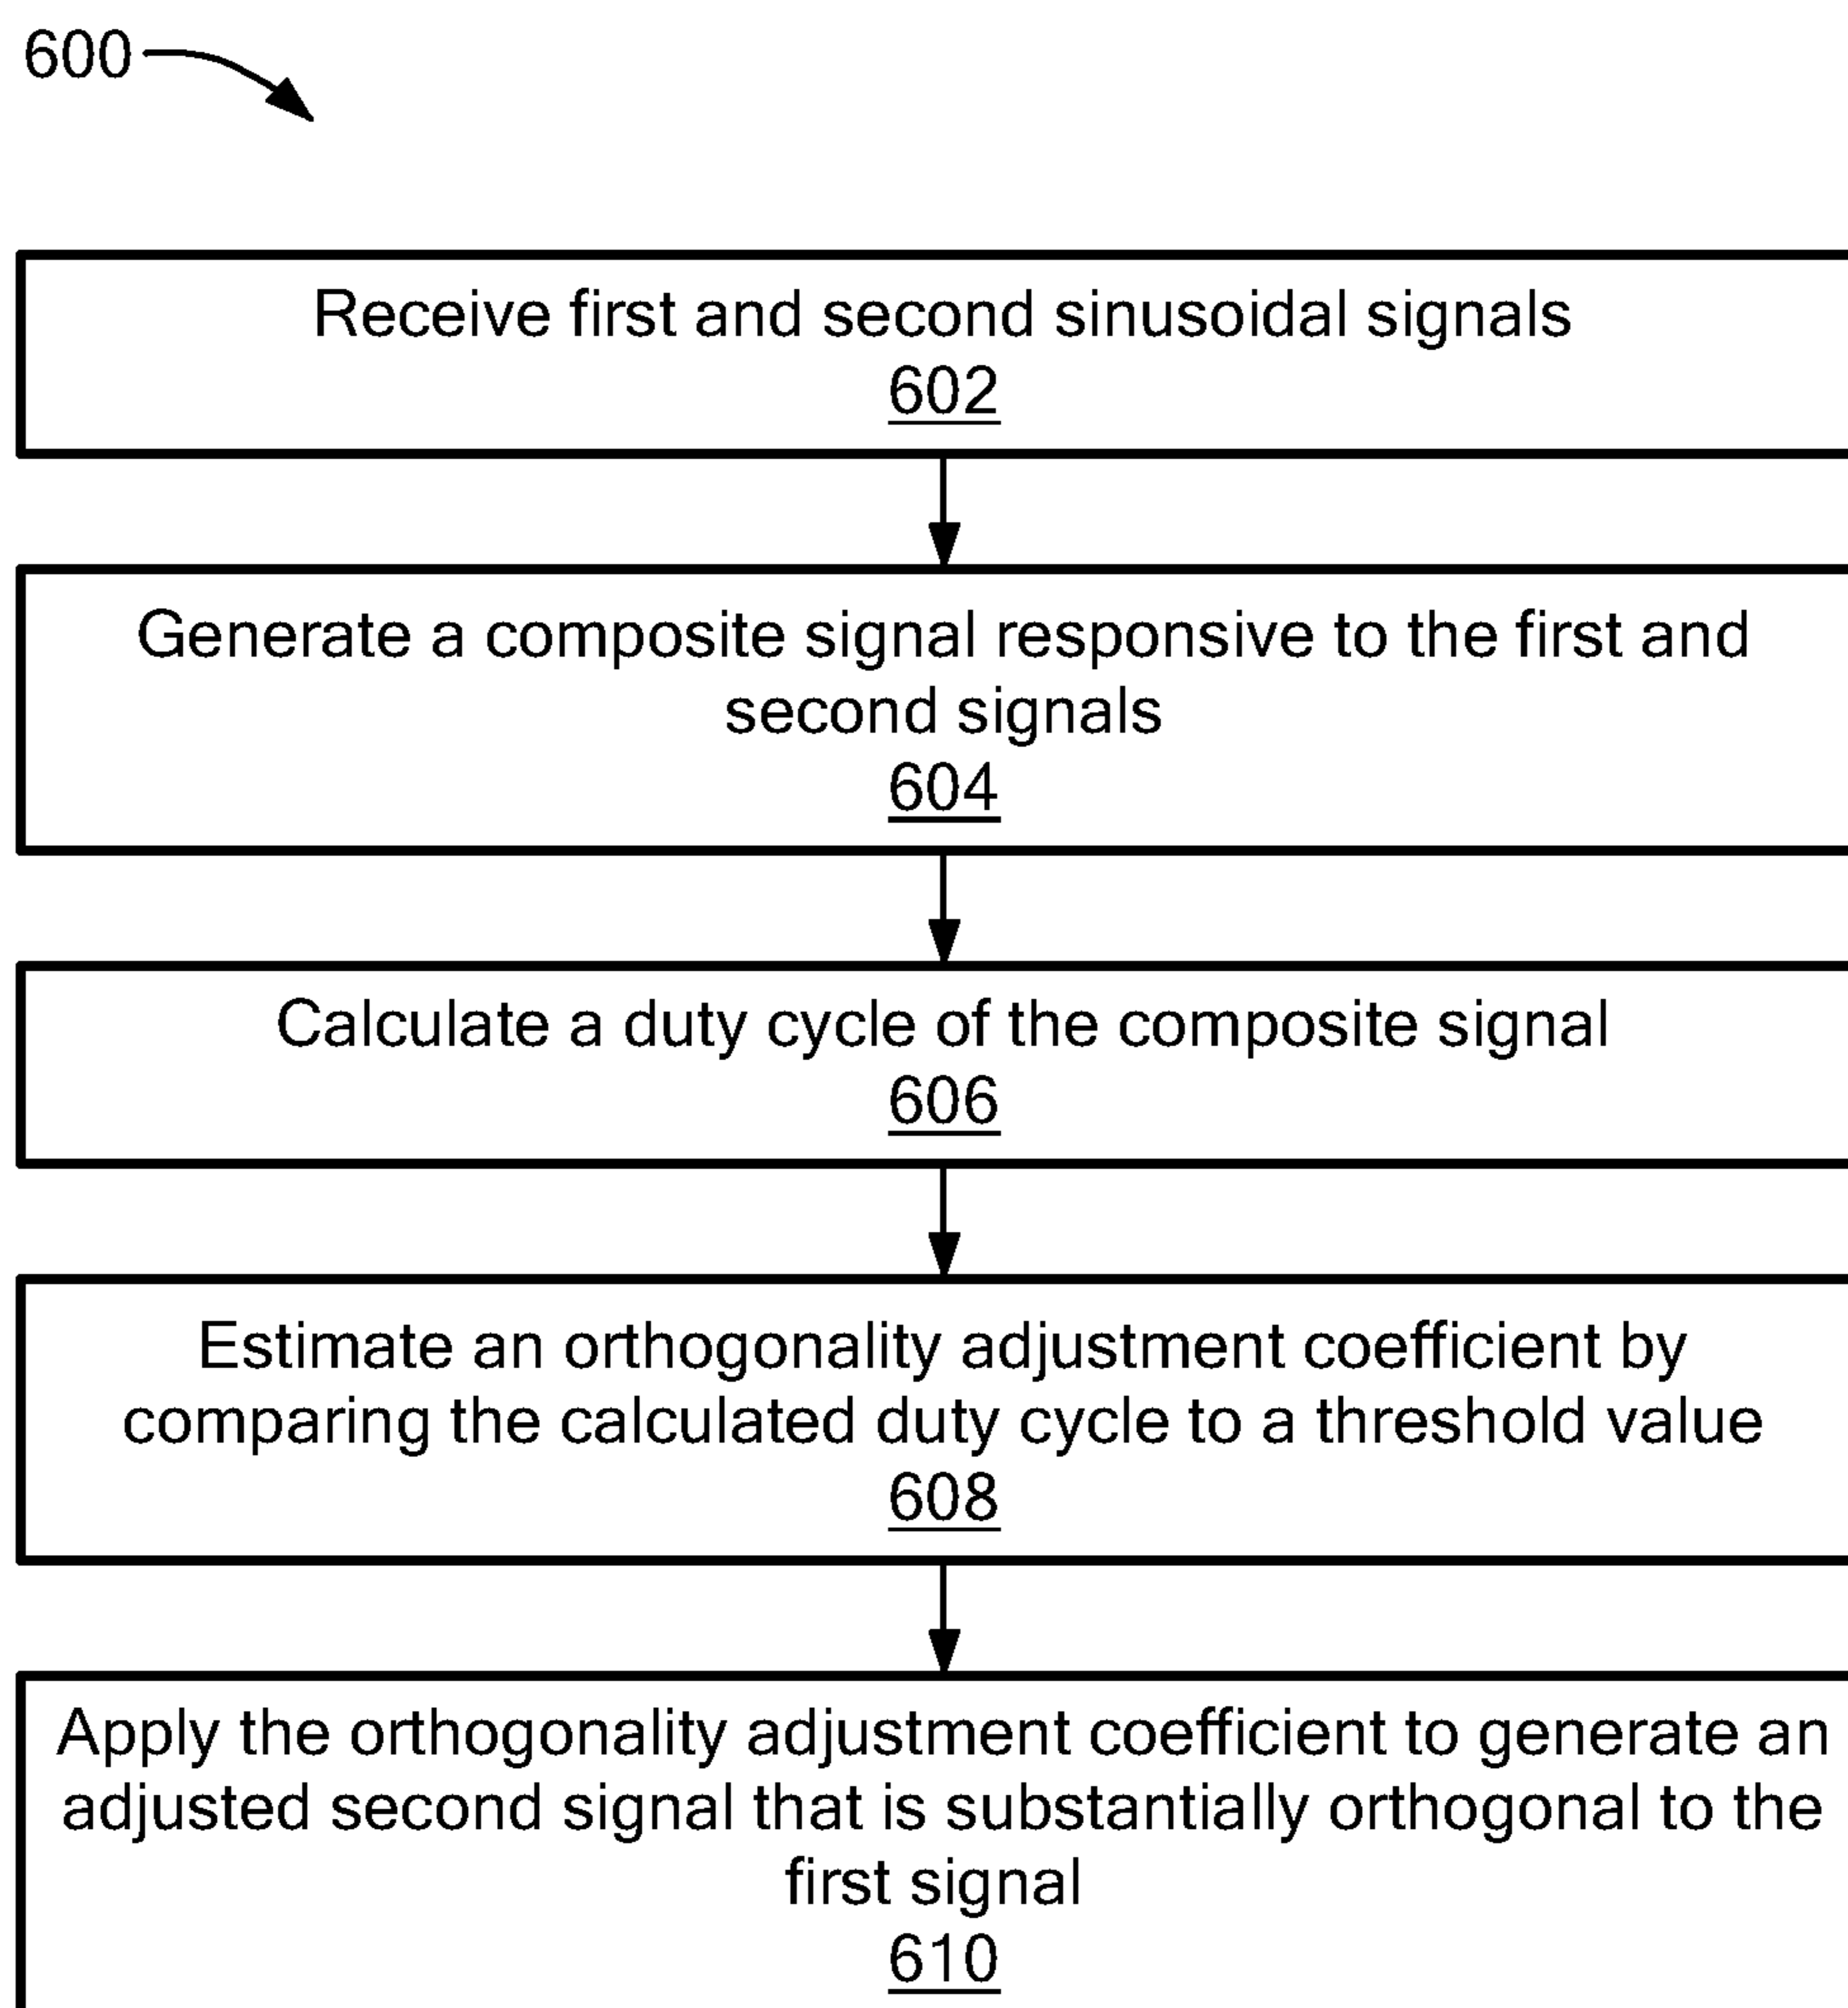 600
Receive first and second sinusoidal signals
602
Generate a composite signal responsive to the first and
second signals
604
Calculate a duty cycle of the composite signal
606
Estimate an orthogonality adjustment coefficient by
comparing the calculated duty cycle to a threshold value
608
Apply the orthogonality adjustment coefficient to generate an
adjusted second signal that is substantially orthogonal to the
first signal
610